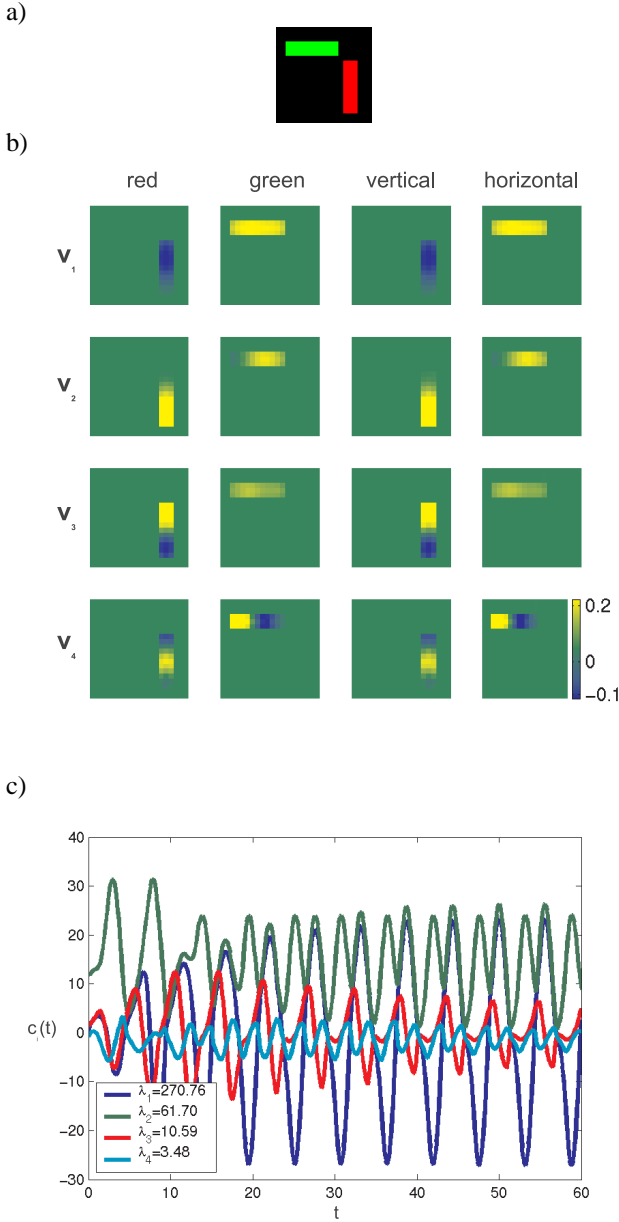 a)
b)
red green vertical horizontal
v1
v2
v3
v4
0.2
0
−0.1
c)
40
30
20
10
0
−10
−20
−30
ci(t)
λ1=270.76
λ2=61.70
λ3=10.59
λ4=3.48
0 10 20 30 40 50 60
t